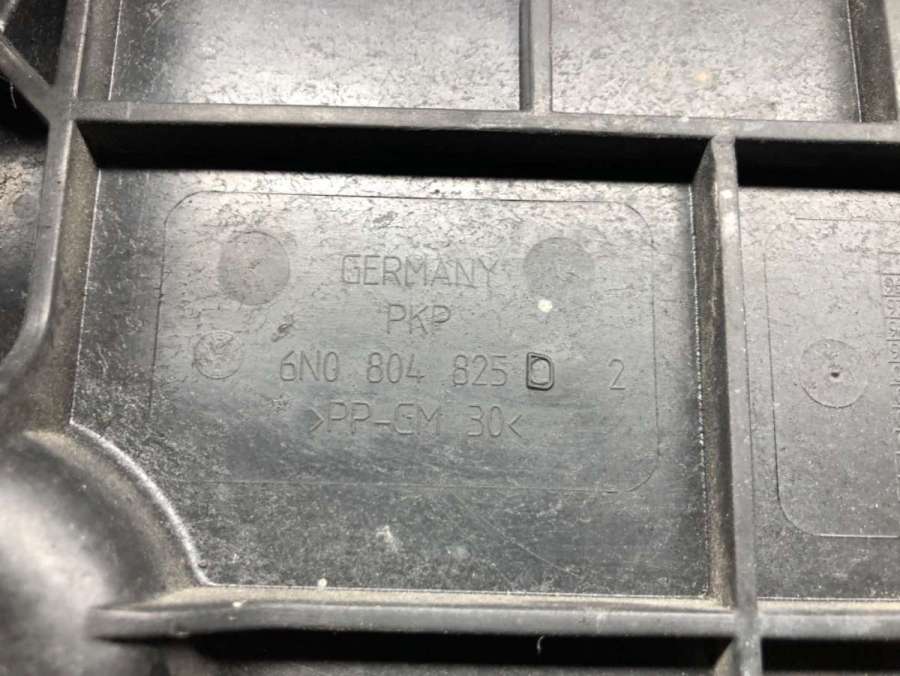 GERMANY
PKP
6N0 804 825 D 2
>PP-GM 30<